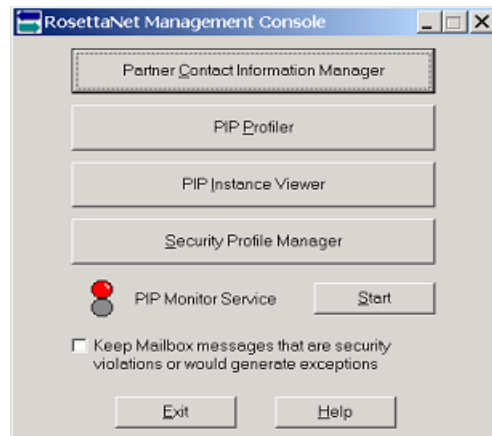 RosettaNet Management Console
Partner Contact Information Manager
PIP Profiler
PIP Instance Viewer
Security Profile Manager
PIP Monitor Service
Start
Keep Mailbox messages that are security
violations or would generate exceptions
Exit
Help